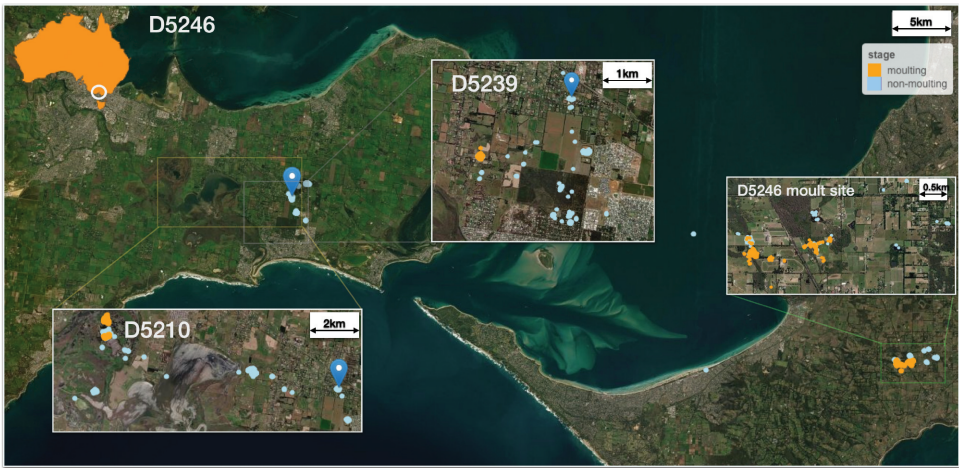 D5246
5km
stage
moulting
non-moulting
D5239
1km
D5246 moult site
0.5km
D5210
2km